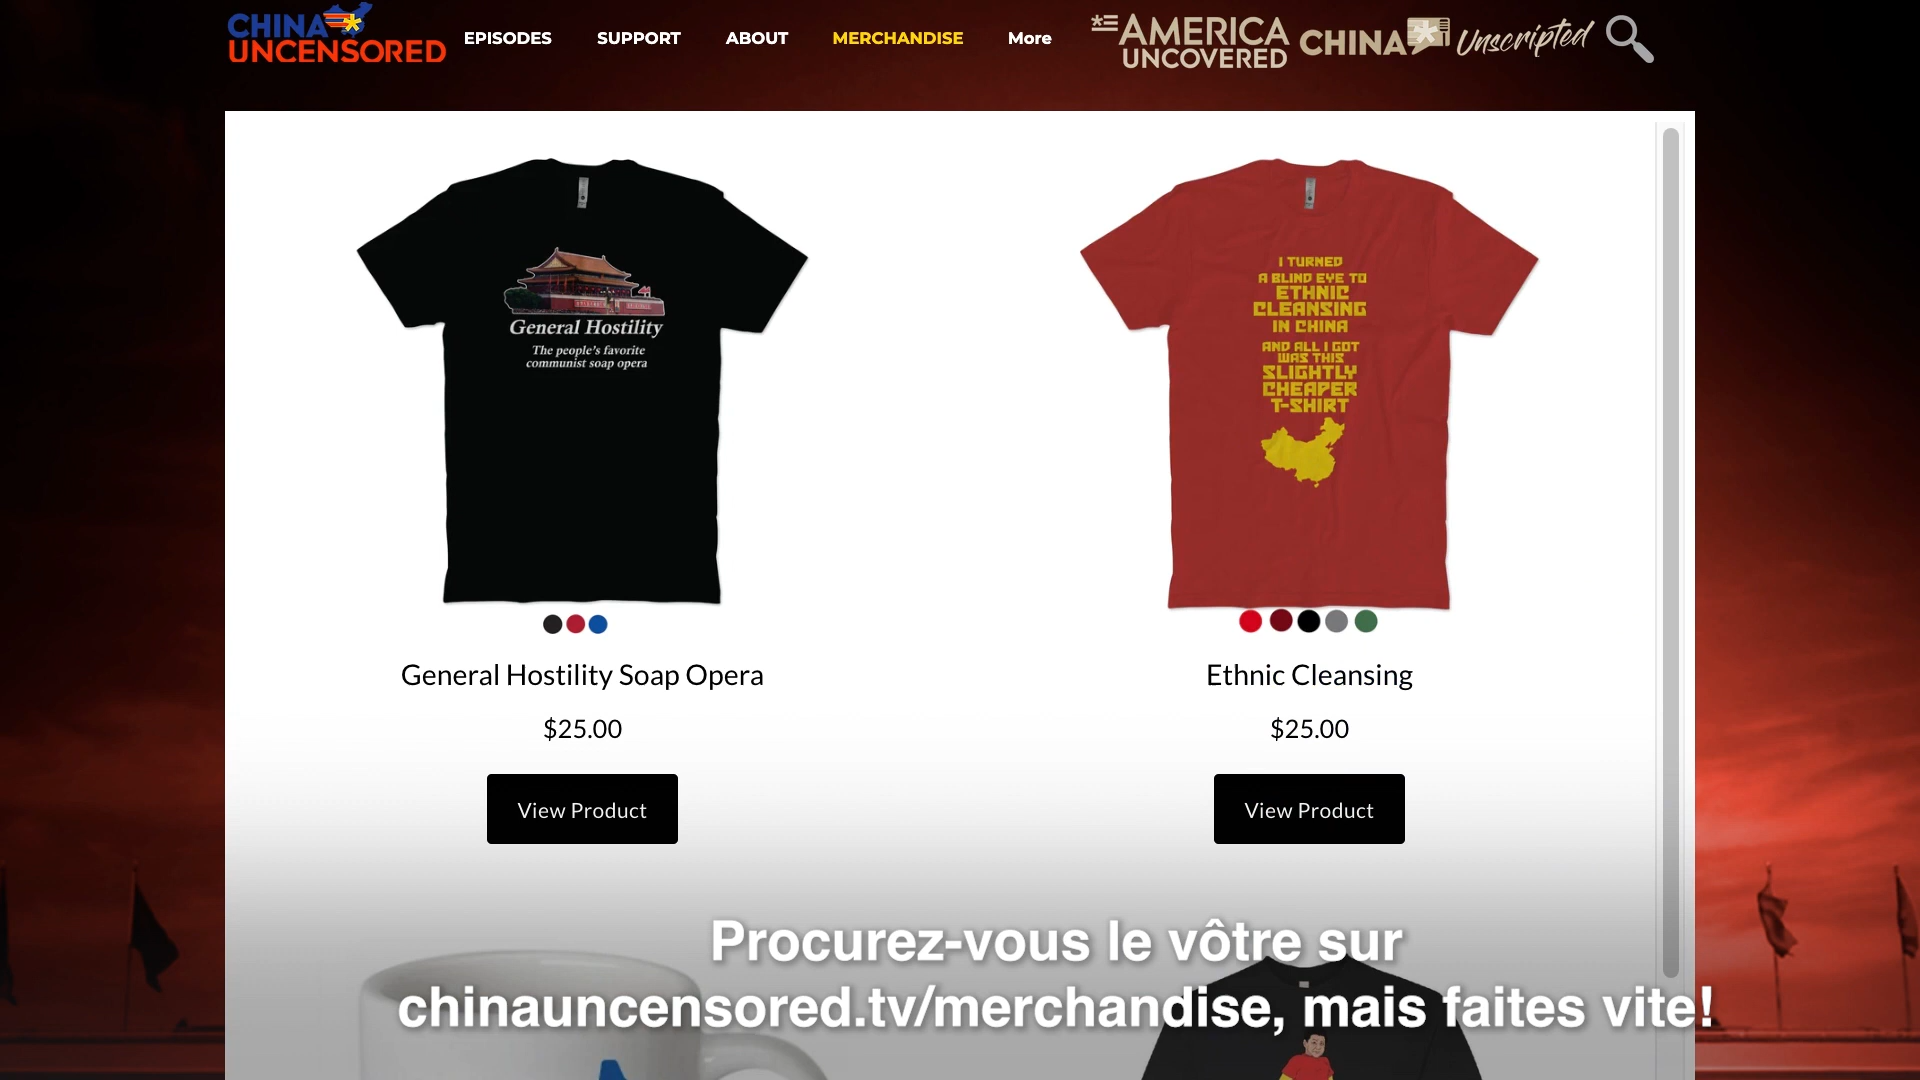 CHINA
UNCENSORED
EPISODES
SUPPORT
ABOUT
MERCHANDISE
More
AMERICA
UNCOVERED
CHINA Unscripted
General Hostility
The people's favorite
communist soap opera
I TURNED
A BLIND EYE TO
ETHNIC
CLEANSING
IN CHINA
AND ALL I GOT
WAS THIS
SLIGHTLY
CHEAPER
T-SHIRT
General Hostility Soap Opera
$25.00
View Product
Ethnic Cleansing
$25.00
View Product
Procurez-vous le vôtre sur
chinauncensored.tv/merchandise, mais faites vite!